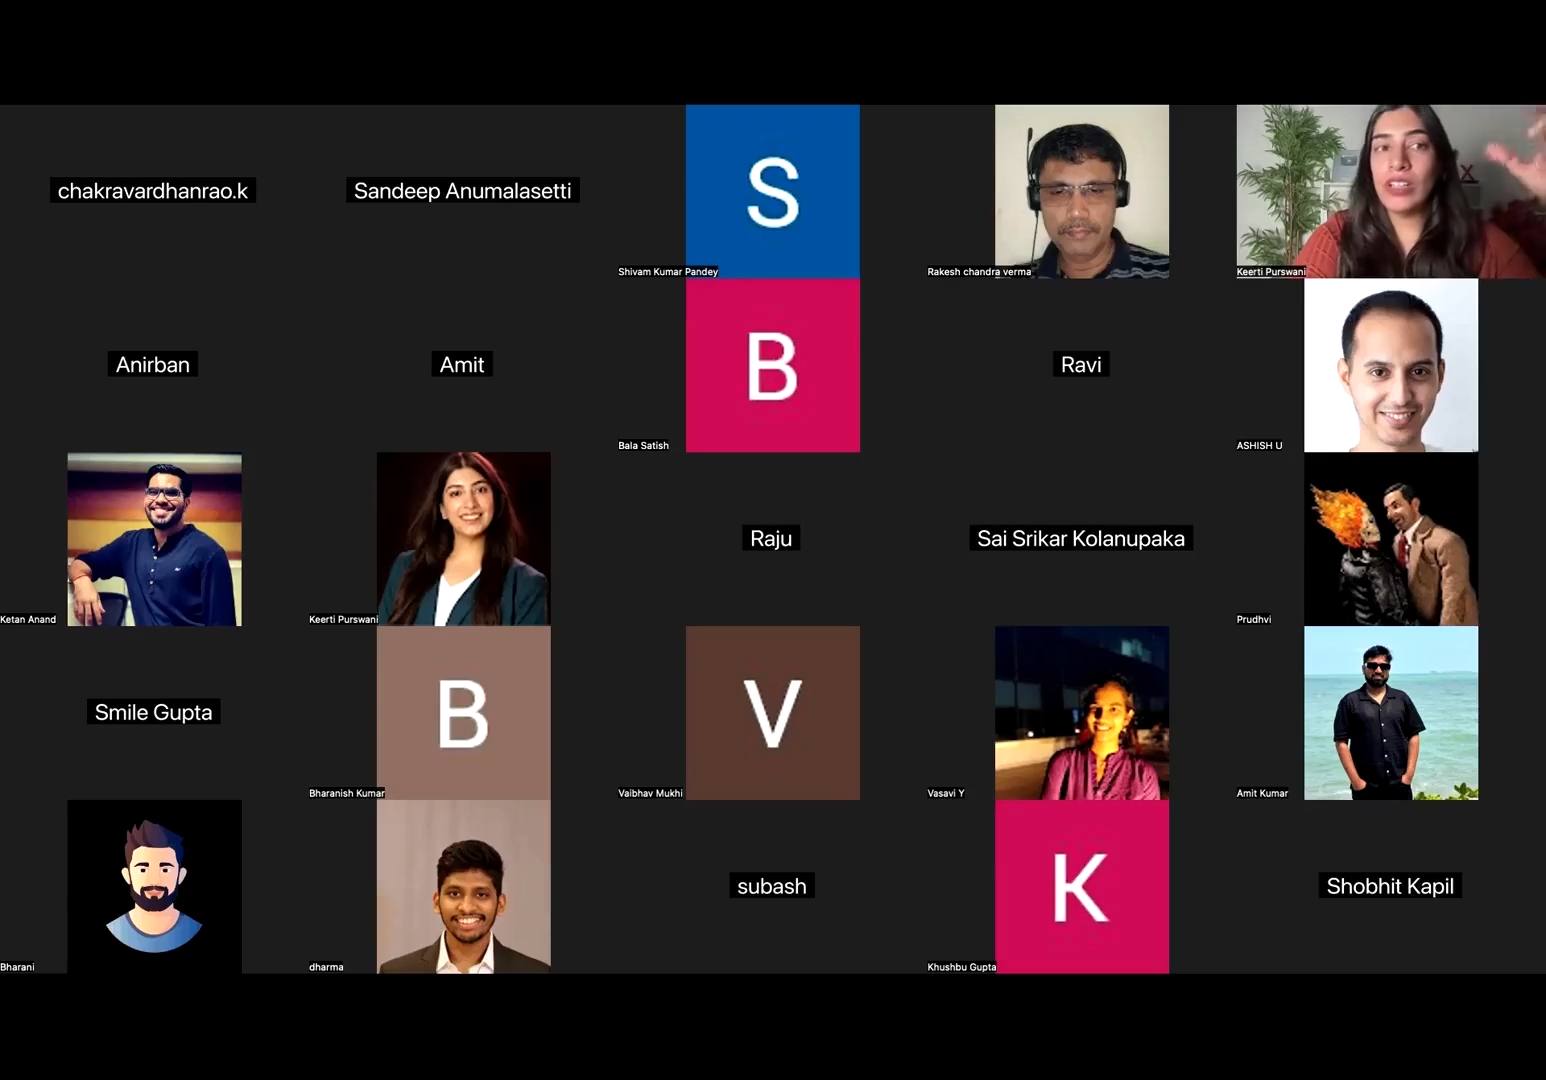 chakravardhanrao.k
Sandeep Anumalasetti
S
Shivam Kumar Pandey
Rakesh chandra verma
Keerti Purswani
Anirban
Amit
B
Bala Satish
Ravi
ASHISH U
Ketan Anand
Keerti Purswani
Raju
Sai Srikar Kolanupaka
Prudhvi
Smile Gupta
B
Bharanish Kumar
V
Vaibhav Mukhi
Vasavi Y
Amit Kumar
Bharani
dharma
subash
K
Khushbu Gupta
Shobhit Kapil